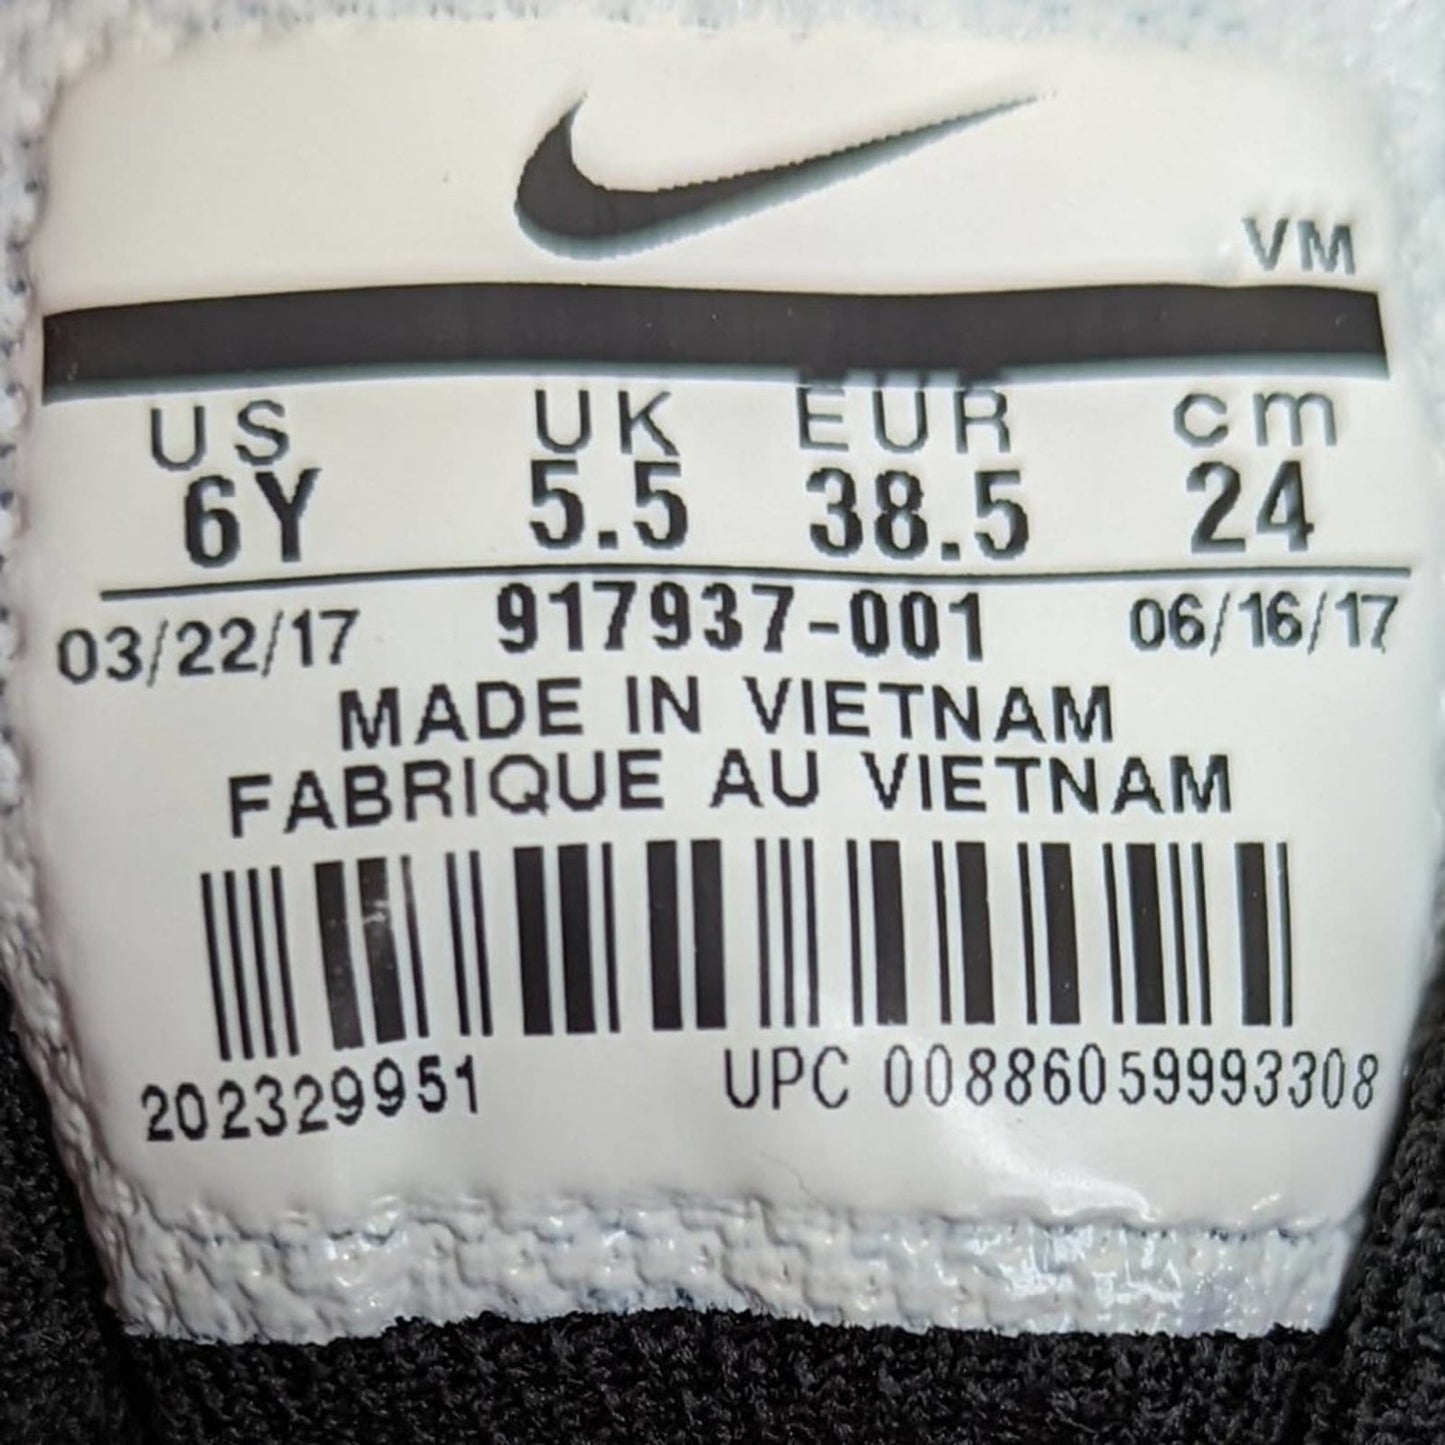 VM
US UK EUR cm
6Y 5.5 38.5 24
03/22/17 917937-001 06/16/17
MADE IN VIETNAM
FABRIQUE AU VIETNAM
202329951 UPC 00886059993308